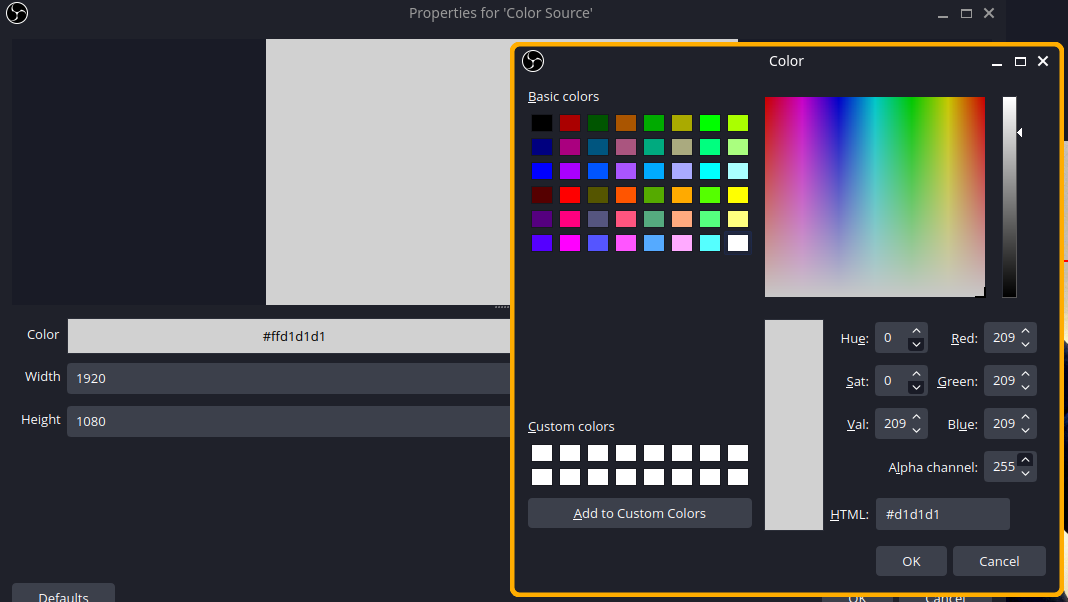 Properties for 'Color Source'
Color #ffd1d1d1
Width 1920
Height 1080
Defaults
OK Cancel
Color
Basic colors
Custom colors
Add to Custom Colors
Hue: 0 Red: 209
Sat: 0 Green: 209
Val: 209 Blue: 209
Alpha channel: 255
HTML: #d1d1d1
OK Cancel